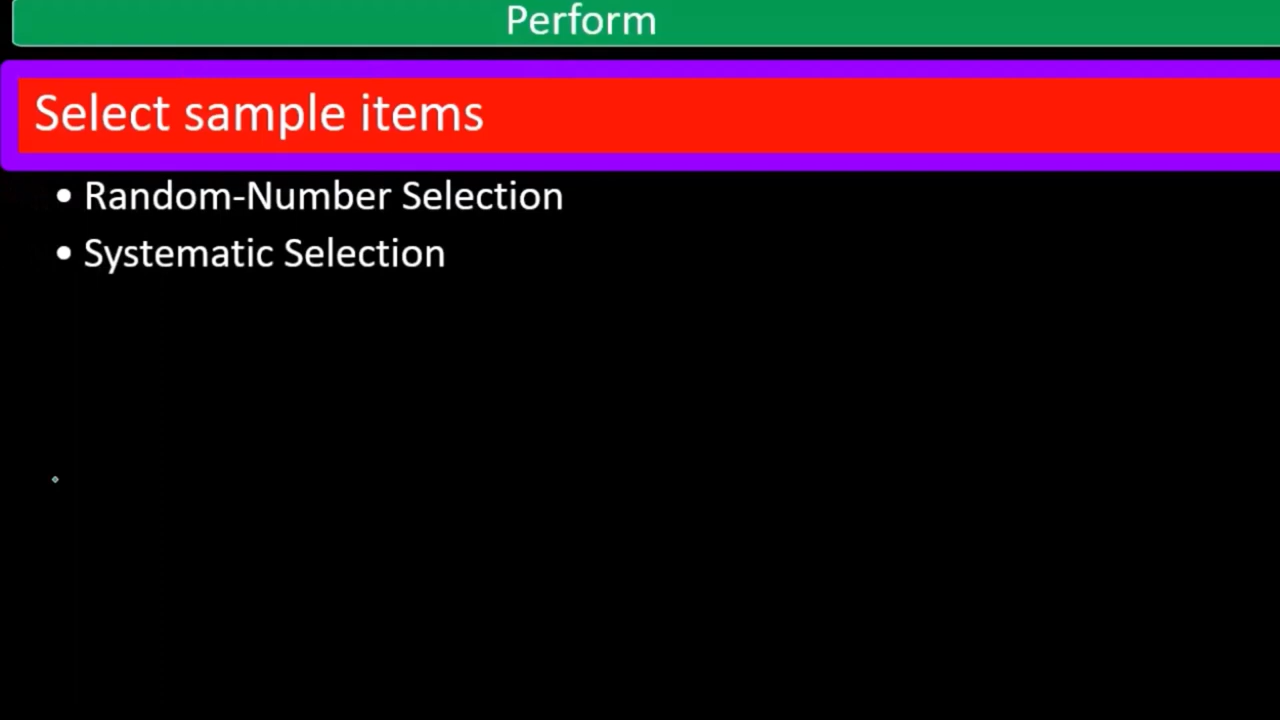 Perform
Select sample items
• Random-Number Selection
• Systematic Selection